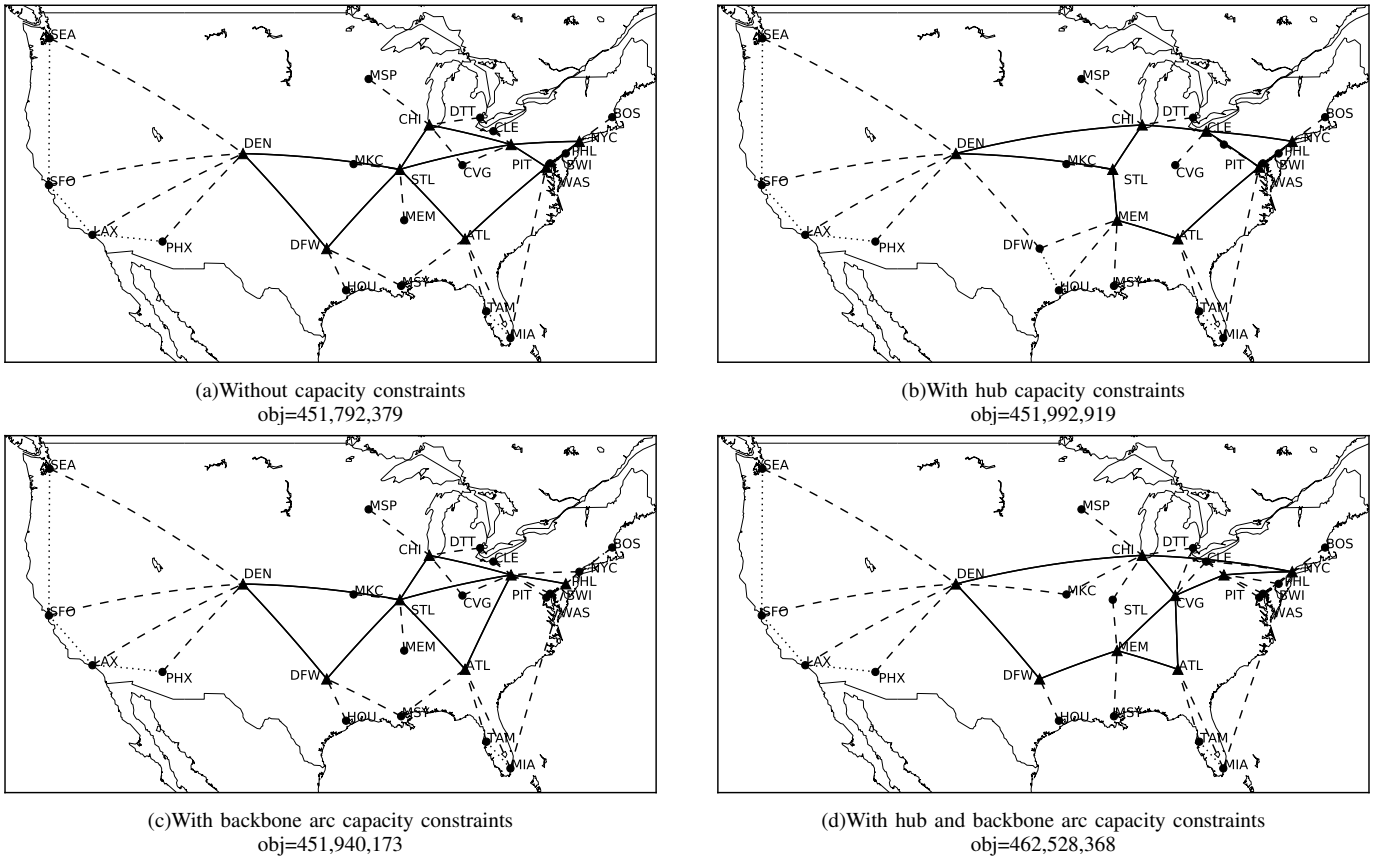 SEA
MSP
DTT
CHI
CLE
BOS
DEN
NYC
PHL
MKC
PIT
BWI
STL
CVG
WAS
SFO
MEM
LAX
PHX
DFW
ATL
HOU
MSY
TAM
MIA
(a)Without capacity constraints
obj=451,792,379
SEA
MSP
DTT
CHI
CLE
BOS
DEN
NYC
PHL
MKC
PIT
BWI
STL
CVG
WAS
SFO
MEM
LAX
PHX
DFW
ATL
HOU
MSY
TAM
MIA
(b)With hub capacity constraints
obj=451,992,919
SEA
MSP
DTT
CHI
CLE
BOS
DEN
NYC
PHL
MKC
PIT
BWI
STL
CVG
WAS
SFO
MEM
LAX
PHX
DFW
ATL
HOU
MSY
TAM
MIA
(c)With backbone arc capacity constraints
obj=451,940,173
SEA
MSP
DTT
CHI
CLE
BOS
DEN
NYC
PHL
MKC
PIT
BWI
STL
CVG
WAS
SFO
MEM
LAX
PHX
DFW
ATL
HOU
MSY
TAM
MIA
(d)With hub and backbone arc capacity constraints
obj=462,528,368